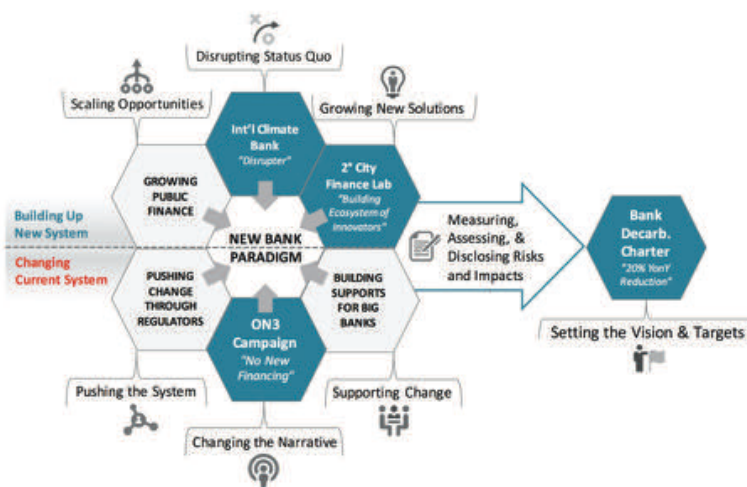 Disrupting Status Quo
Scaling Opportunities
Growing New Solutions
Int'l Climate
Bank
"Disrupter"
GROWING
PUBLIC
FINANCE
2° City
Finance Lab
"Building
Ecosystem of
Innovators"
Building Up
New System
Changing
Current System
NEW BANK
PARADIGM
Measuring,
Assessing, &
Disclosing Risks
and Impacts
Bank
Decarb.
Charter
"20% YonY
Reduction"
PUSHING
CHANGE
THROUGH
REGULATORS
BUILDING
SUPPORTS
FOR BIG
BANKS
ON3
Campaign
"No New
Financing"
Setting the Vision & Targets
Pushing the System
Supporting Change
Changing the Narrative